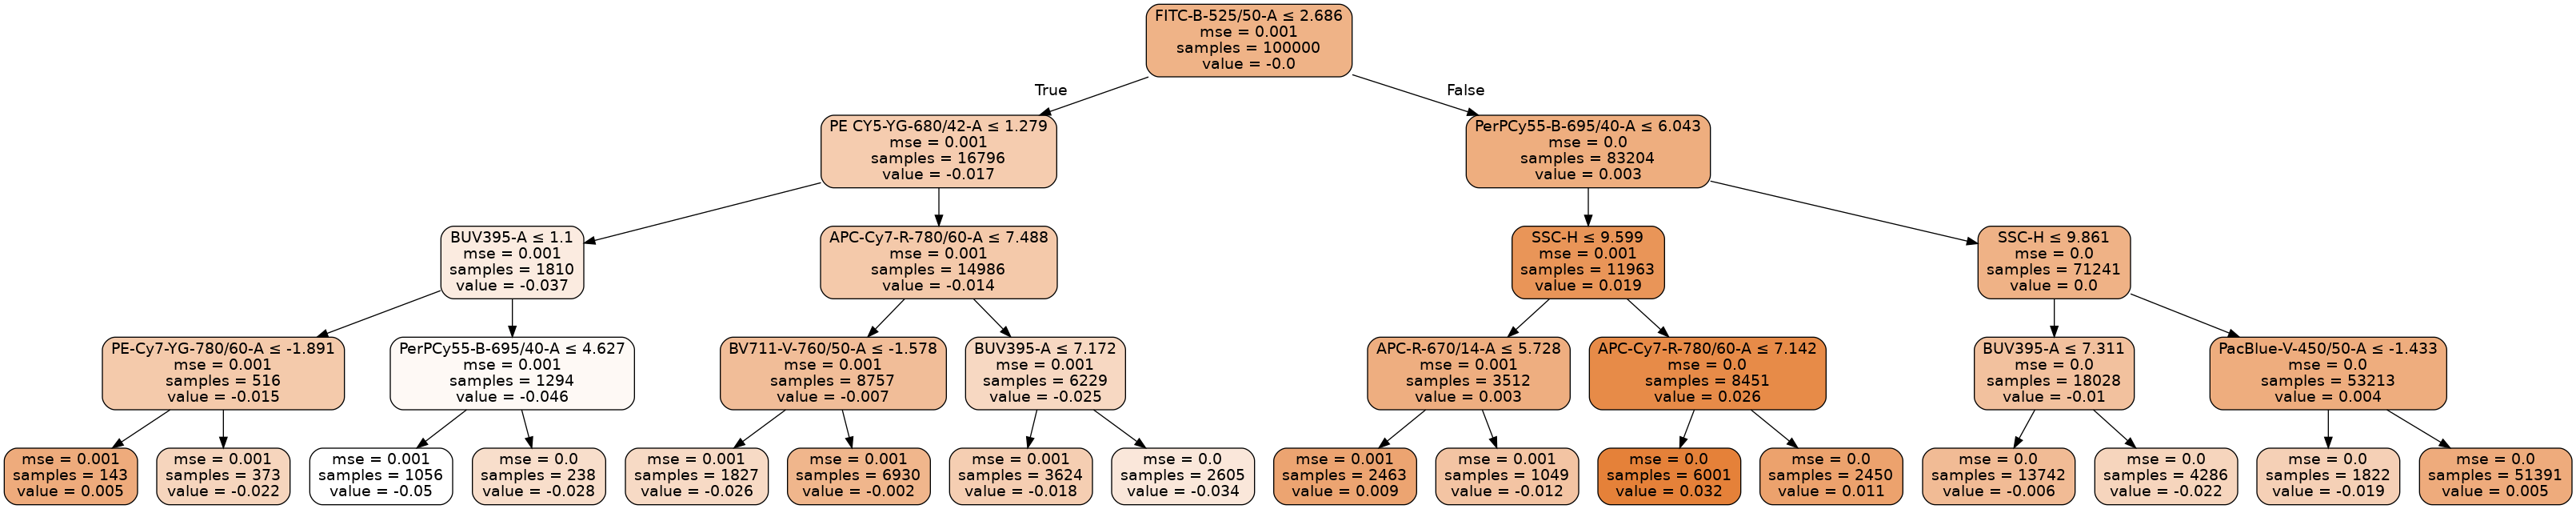 FITC-B-525/50-A ≤ 2.686
mse = 0.001
samples = 100000
value = -0.0
True
False
PE CY5-YG-680/42-A ≤ 1.279
mse = 0.001
samples = 16796
value = -0.017
PerPCy55-B-695/40-A ≤ 6.043
mse = 0.0
samples = 83204
value = 0.003
BUV395-A ≤ 1.1
mse = 0.001
samples = 1810
value = -0.037
APC-Cy7-R-780/60-A ≤ 7.488
mse = 0.001
samples = 14986
value = -0.014
SSC-H ≤ 9.599
mse = 0.001
samples = 11963
value = 0.019
SSC-H ≤ 9.861
mse = 0.0
samples = 71241
value = 0.0
PE-Cy7-YG-780/60-A ≤ -1.891
mse = 0.001
samples = 516
value = -0.015
PerPCy55-B-695/40-A ≤ 4.627
mse = 0.001
samples = 1294
value = -0.046
BV711-V-760/50-A ≤ -1.578
mse = 0.001
samples = 8757
value = -0.007
BUV395-A ≤ 7.172
mse = 0.001
samples = 6229
value = -0.025
APC-R-670/14-A ≤ 5.728
mse = 0.001
samples = 3512
value = 0.003
APC-Cy7-R-780/60-A ≤ 7.142
mse = 0.0
samples = 8451
value = 0.026
BUV395-A ≤ 7.311
mse = 0.0
samples = 18028
value = -0.01
PacBlue-V-450/50-A ≤ -1.433
mse = 0.0
samples = 53213
value = 0.004
mse = 0.001
samples = 143
value = 0.005
mse = 0.001
samples = 373
value = -0.022
mse = 0.001
samples = 1056
value = -0.05
mse = 0.0
samples = 238
value = -0.028
mse = 0.001
samples = 1827
value = -0.026
mse = 0.001
samples = 6930
value = -0.002
mse = 0.001
samples = 3624
value = -0.018
mse = 0.0
samples = 2605
value = -0.034
mse = 0.001
samples = 2463
value = 0.009
mse = 0.001
samples = 1049
value = -0.012
mse = 0.0
samples = 6001
value = 0.032
mse = 0.0
samples = 2450
value = 0.011
mse = 0.0
samples = 13742
value = -0.006
mse = 0.0
samples = 4286
value = -0.022
mse = 0.0
samples = 1822
value = -0.019
mse = 0.0
samples = 51391
value = 0.005